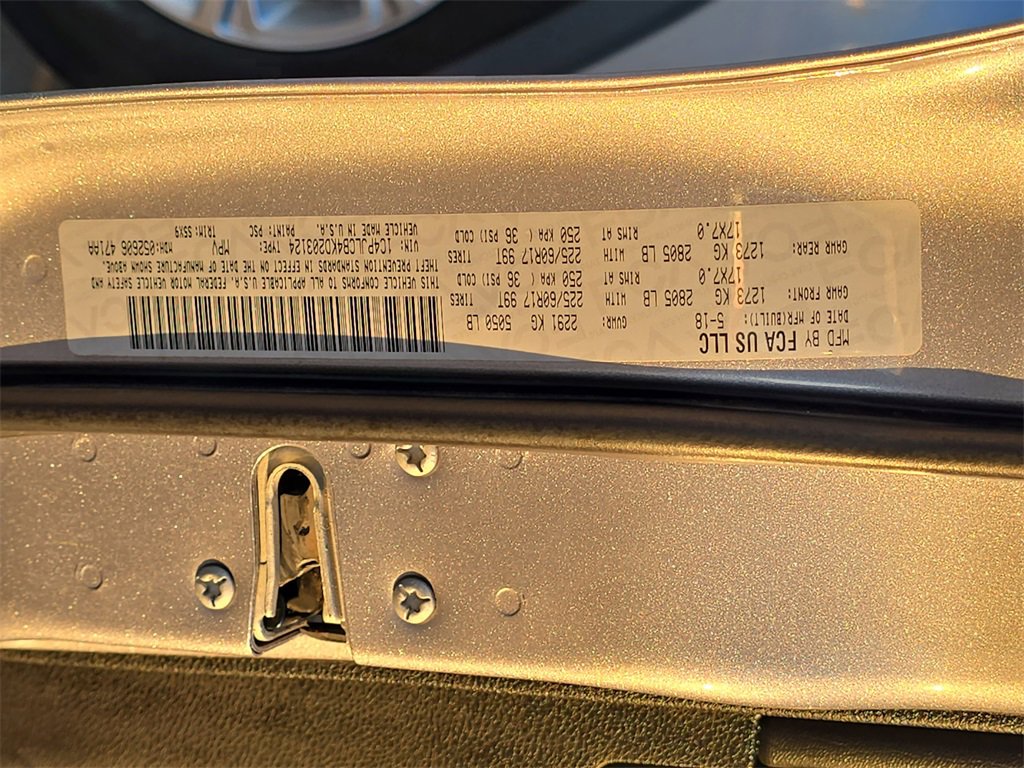 MFD BY FCA US LLC
DATE OF MFR(BUILT): 5-18 GVWR: 2291 KG 5050 LB
GAWR FRONT: WITH TIRES
1273 KG 2805 LB 225/60R17 99T
RIMS AT
17X7.0 250 KPA ( 36 PSI) COLD
GAWR REAR: WITH TIRES
1273 KG 2805 LB 225/60R17 99T
RIMS AT
17X7.0 250 KPA ( 36 PSI) COLD
THIS VEHICLE CONFORMS TO ALL APPLICABLE U.S.A. FEDERAL MOTOR VEHICLE SAFETY AND
THEFT PREVENTION STANDARDS IN EFFECT ON THE DATE OF MANUFACTURE SHOWN ABOVE.
VIN: 1C4PJLCB4KD203124 TYPE: MPV MDH:052606 471AA
VEHICLE MADE IN U.S.A. PAINT: PSC TRIM: S5X9